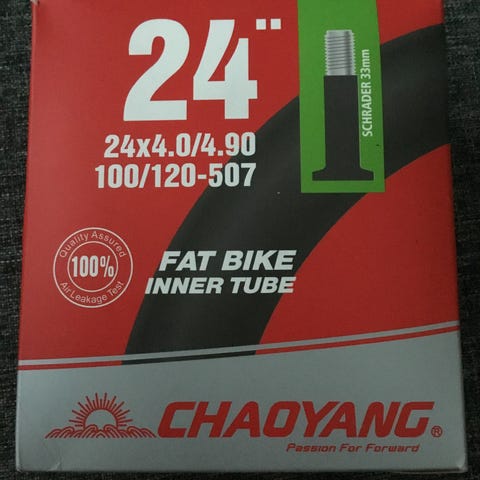 24"
24x4.0/4.90
100/120-507
SCHRADER 33mm
Quality Assured
100%
Air Leakage Test
FAT BIKE
INNER TUBE
CHAOYANG®
Passion For Forward